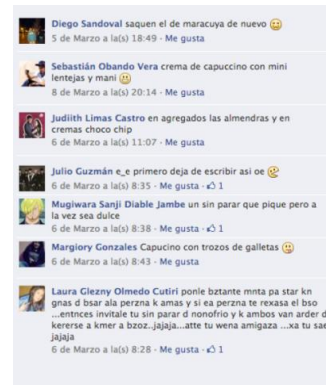 Diego Sandoval saquen el de maracuya de nuevo
5 de Marzo a la(s) 18:49 · Me gusta
Sebastián Obando Vera crema de capuccino con mini
lentejas y mani
8 de Marzo a la(s) 20:14 · Me gusta
Judiith Limas Castro en agregados las almendras y en
cremas choco chip
6 de Marzo a la(s) 11:07 · Me gusta
Julio Guzmán e_e primero deja de escribir asi oe
6 de Marzo a la(s) 8:35 · Me gusta · 1
Mugiwara Sanji Diable Jambe un sin parar que pique pero a
la vez sea dulce
6 de Marzo a la(s) 8:38 · Me gusta · 1
Margiory Gonzales Capucino con trozos de galletas
6 de Marzo a la(s) 8:43 · Me gusta
Laura Glezny Olmedo Cutiri ponle bztante mnta pa star kn
gnas d bsar ala perzna k amas y si ea perzna te rexasa el bso
...entnces invitale tu sin parar d nonofrio y k ambos van arder d
kererse a kmer a bzoz..jajaja...atte tu wena amigaza ...xa tu sae
jajaja
6 de Marzo a la(s) 8:28 · Me gusta · 1